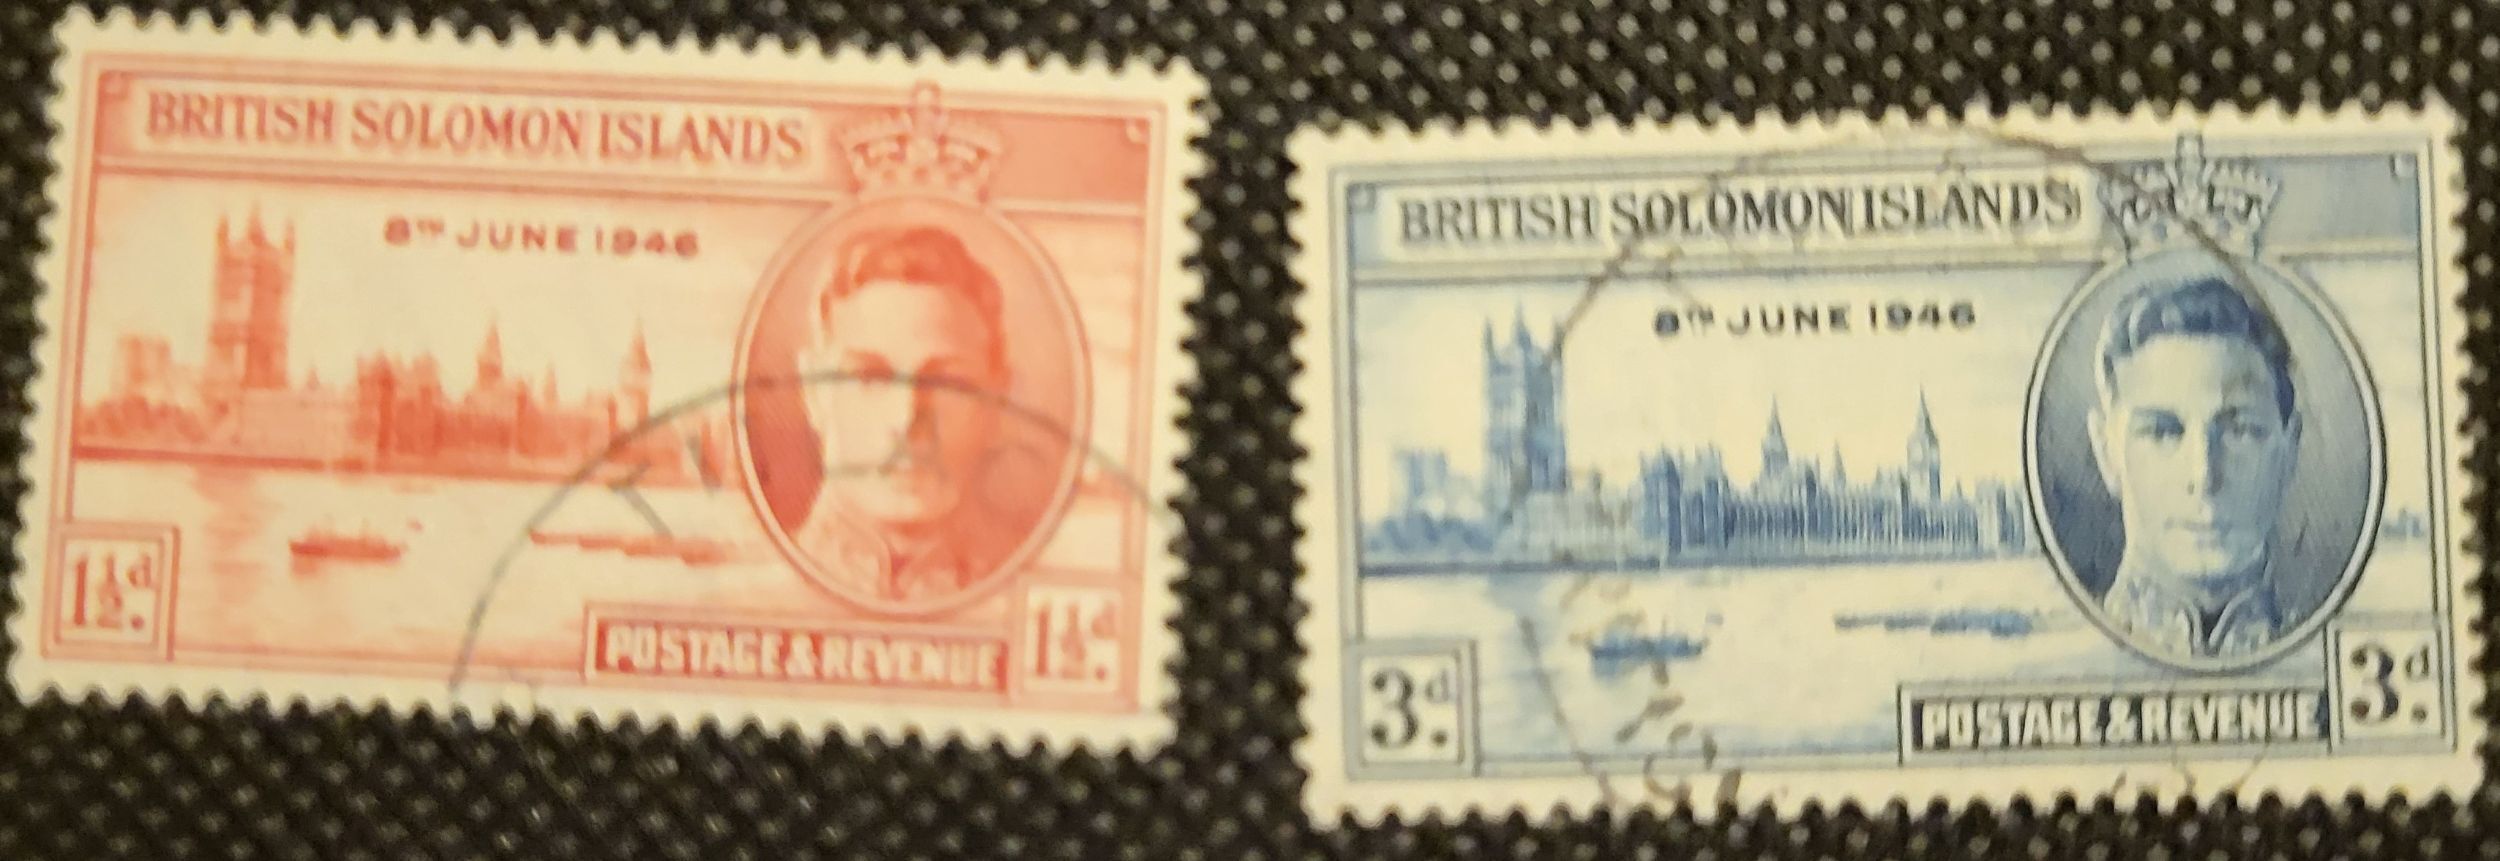 BRITISH SOLOMON ISLANDS
8TH JUNE 1946
1½d.
POSTAGE & REVENUE
1½d.
BRITISH SOLOMON ISLANDS
8TH JUNE 1946
3d.
POSTAGE & REVENUE
3d.